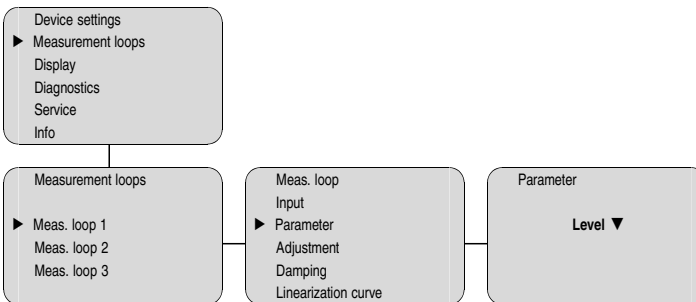 Device settings
▶ Measurement loops
Display
Diagnostics
Service
Info
Measurement loops
▶ Meas. loop 1
Meas. loop 2
Meas. loop 3
Meas. loop
Input
▶ Parameter
Adjustment
Damping
Linearization curve
Parameter
Level ▼